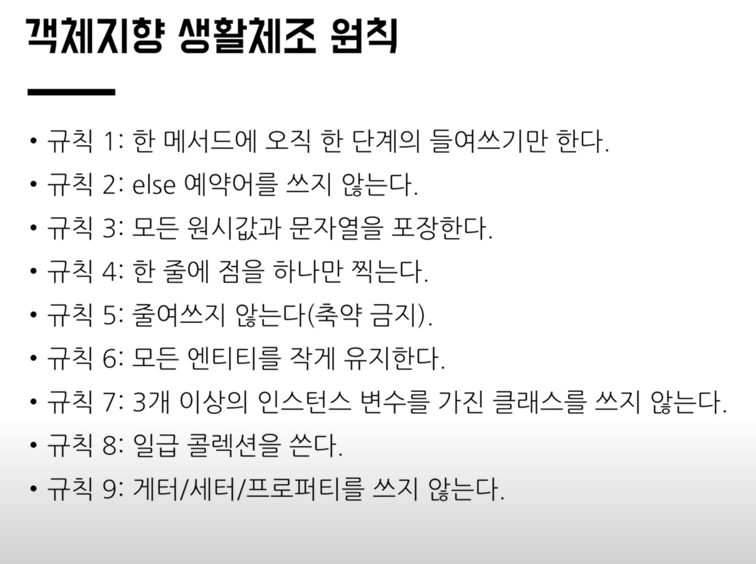 객체지향 생활체조 원칙
• 규칙 1: 한 메서드에 오직 한 단계의 들여쓰기만 한다.
• 규칙 2: else 예약어를 쓰지 않는다.
• 규칙 3: 모든 원시값과 문자열을 포장한다.
• 규칙 4: 한 줄에 점을 하나만 찍는다.
• 규칙 5: 줄여쓰지 않는다(축약 금지).
• 규칙 6: 모든 엔티티를 작게 유지한다.
• 규칙 7: 3개 이상의 인스턴스 변수를 가진 클래스를 쓰지 않는다.
• 규칙 8: 일급 콜렉션을 쓴다.
• 규칙 9: 게터/세터/프로퍼티를 쓰지 않는다.